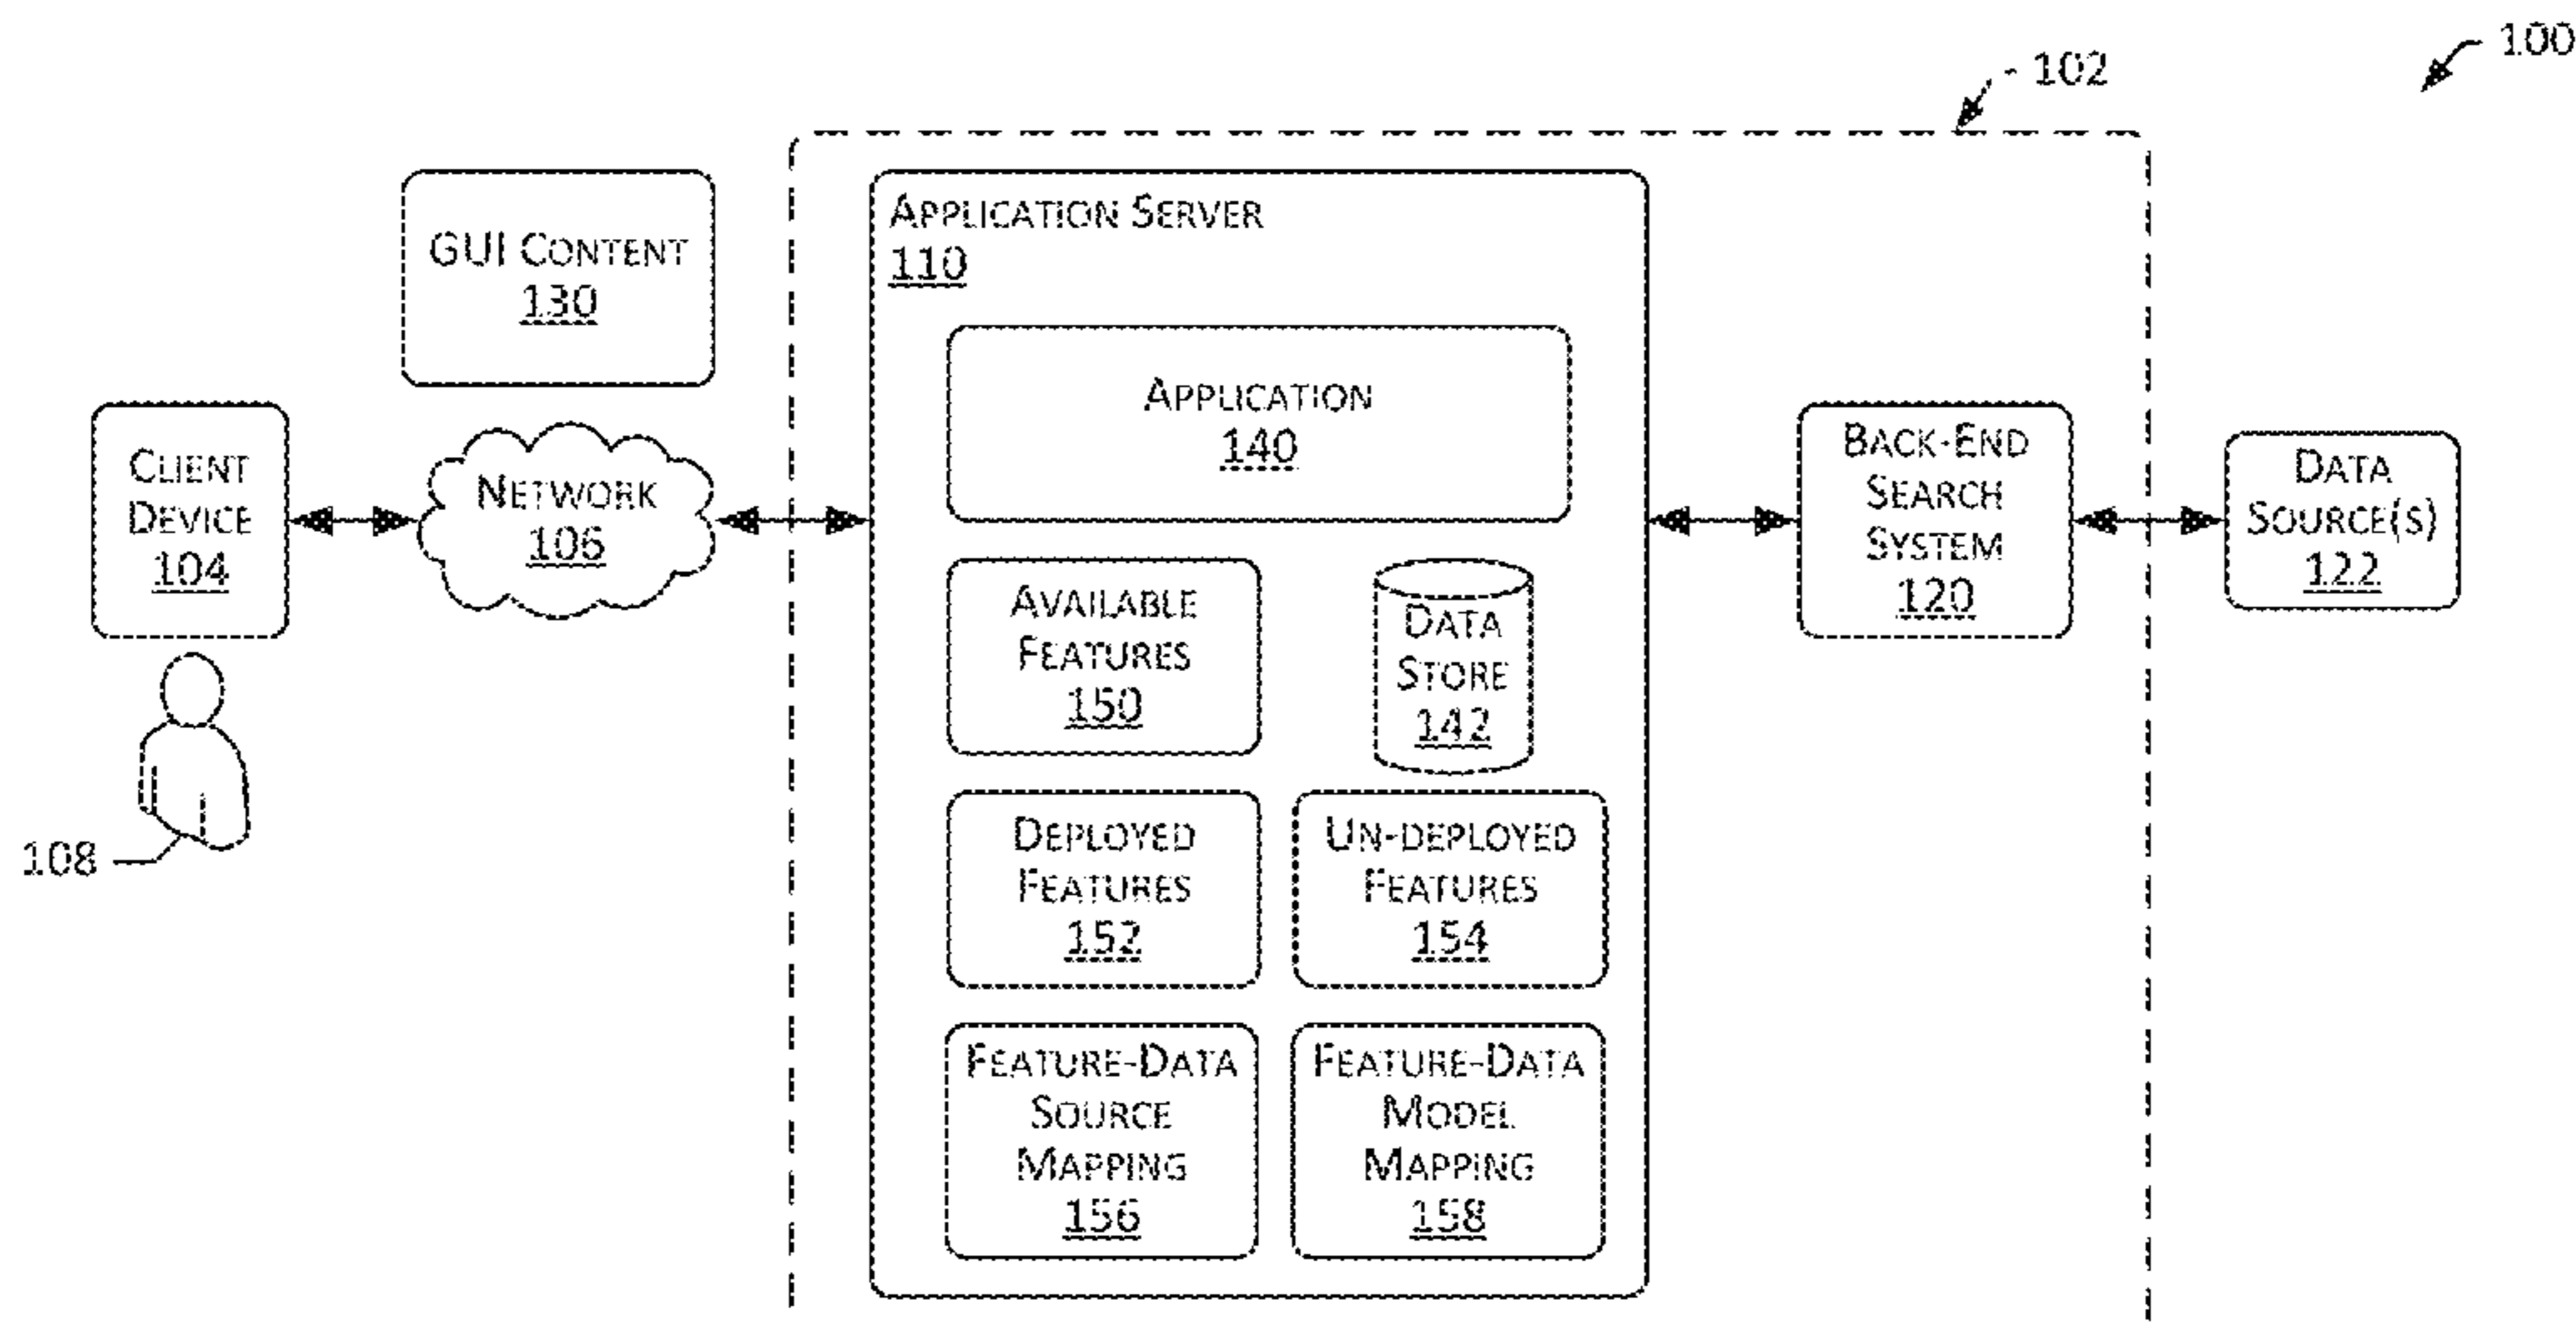 100
102
GUI CONTENT
130
APPLICATION SERVER
110
APPLICATION
140
CLIENT
DEVICE
104
NETWORK
106
BACK-END
SEARCH
SYSTEM
120
DATA
SOURCE(S)
122
AVAILABLE
FEATURES
150
DATA
STORE
142
108
DEPLOYED
FEATURES
152
UN-DEPLOYED
FEATURES
154
FEATURE-DATA
SOURCE
MAPPING
156
FEATURE-DATA
MODEL
MAPPING
158